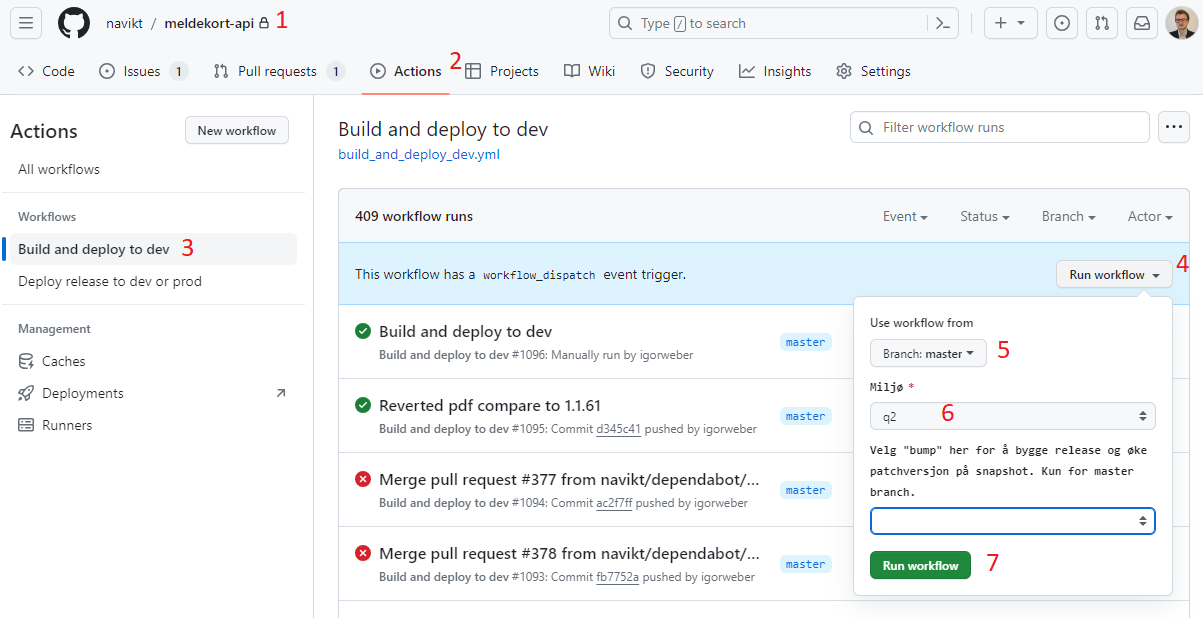 navikt / meldekort-api 1
Type / to search
Code
Issues 1
Pull requests 1
Actions 2
Projects
Wiki
Security
Insights
Settings
Actions
New workflow
All workflows
Workflows
Build and deploy to dev 3
Deploy release to dev or prod
Management
Caches
Deployments
Runners
Build and deploy to dev
build_and_deploy_dev.yml
Filter workflow runs
409 workflow runs
Event
Status
Branch
Actor
This workflow has a workflow_dispatch event trigger.
Run workflow 4
Build and deploy to dev
Build and deploy to dev #1096: Manually run by igorweber
master
Reverted pdf compare to 1.1.61
Build and deploy to dev #1095: Commit d345c41 pushed by igorweber
master
Merge pull request #377 from navikt/dependabot/...
Build and deploy to dev #1094: Commit ac2f7ff pushed by igorweber
master
Merge pull request #378 from navikt/dependabot/...
Build and deploy to dev #1093: Commit fb7752a pushed by igorweber
master
Use workflow from
Branch: master 5
Miljø *
q2 6
Velg "bump" her for å bygge release og øke
patchversjon på snapshot. Kun for master
branch.
Run workflow 7